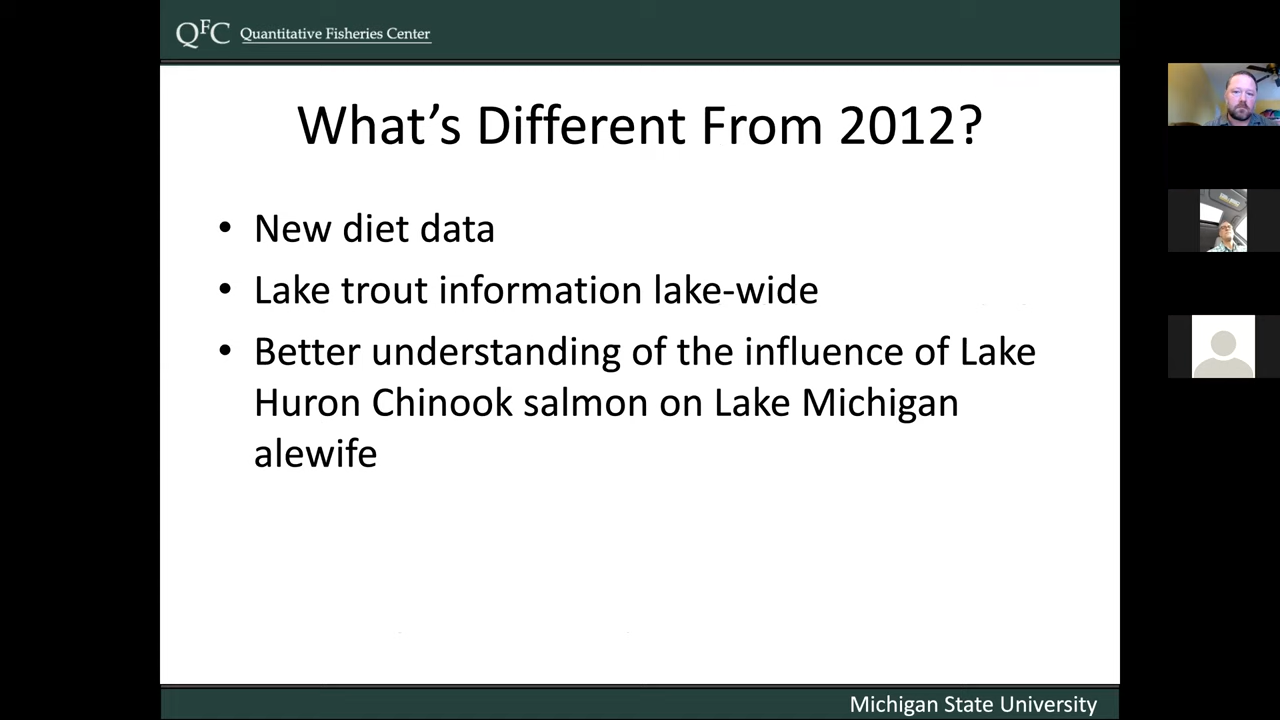 QFC Quantitative Fisheries Center
What's Different From 2012?
• New diet data
• Lake trout information lake-wide
• Better understanding of the influence of Lake
Huron Chinook salmon on Lake Michigan
alewife
Michigan State University